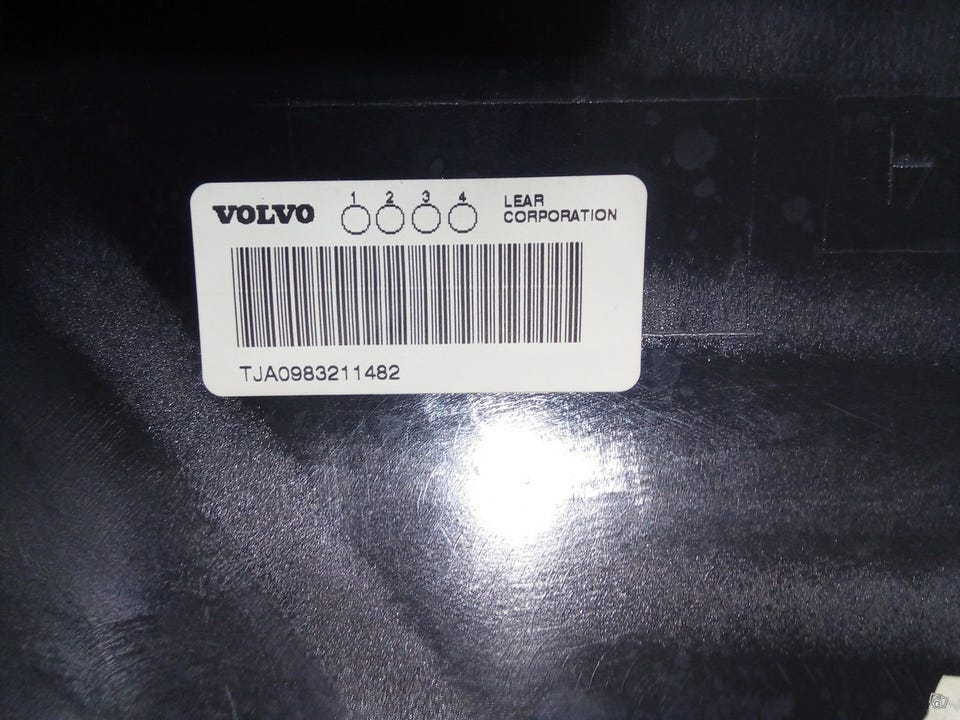 VOLVO
1 2 3 4
LEAR
CORPORATION
TJA0983211482